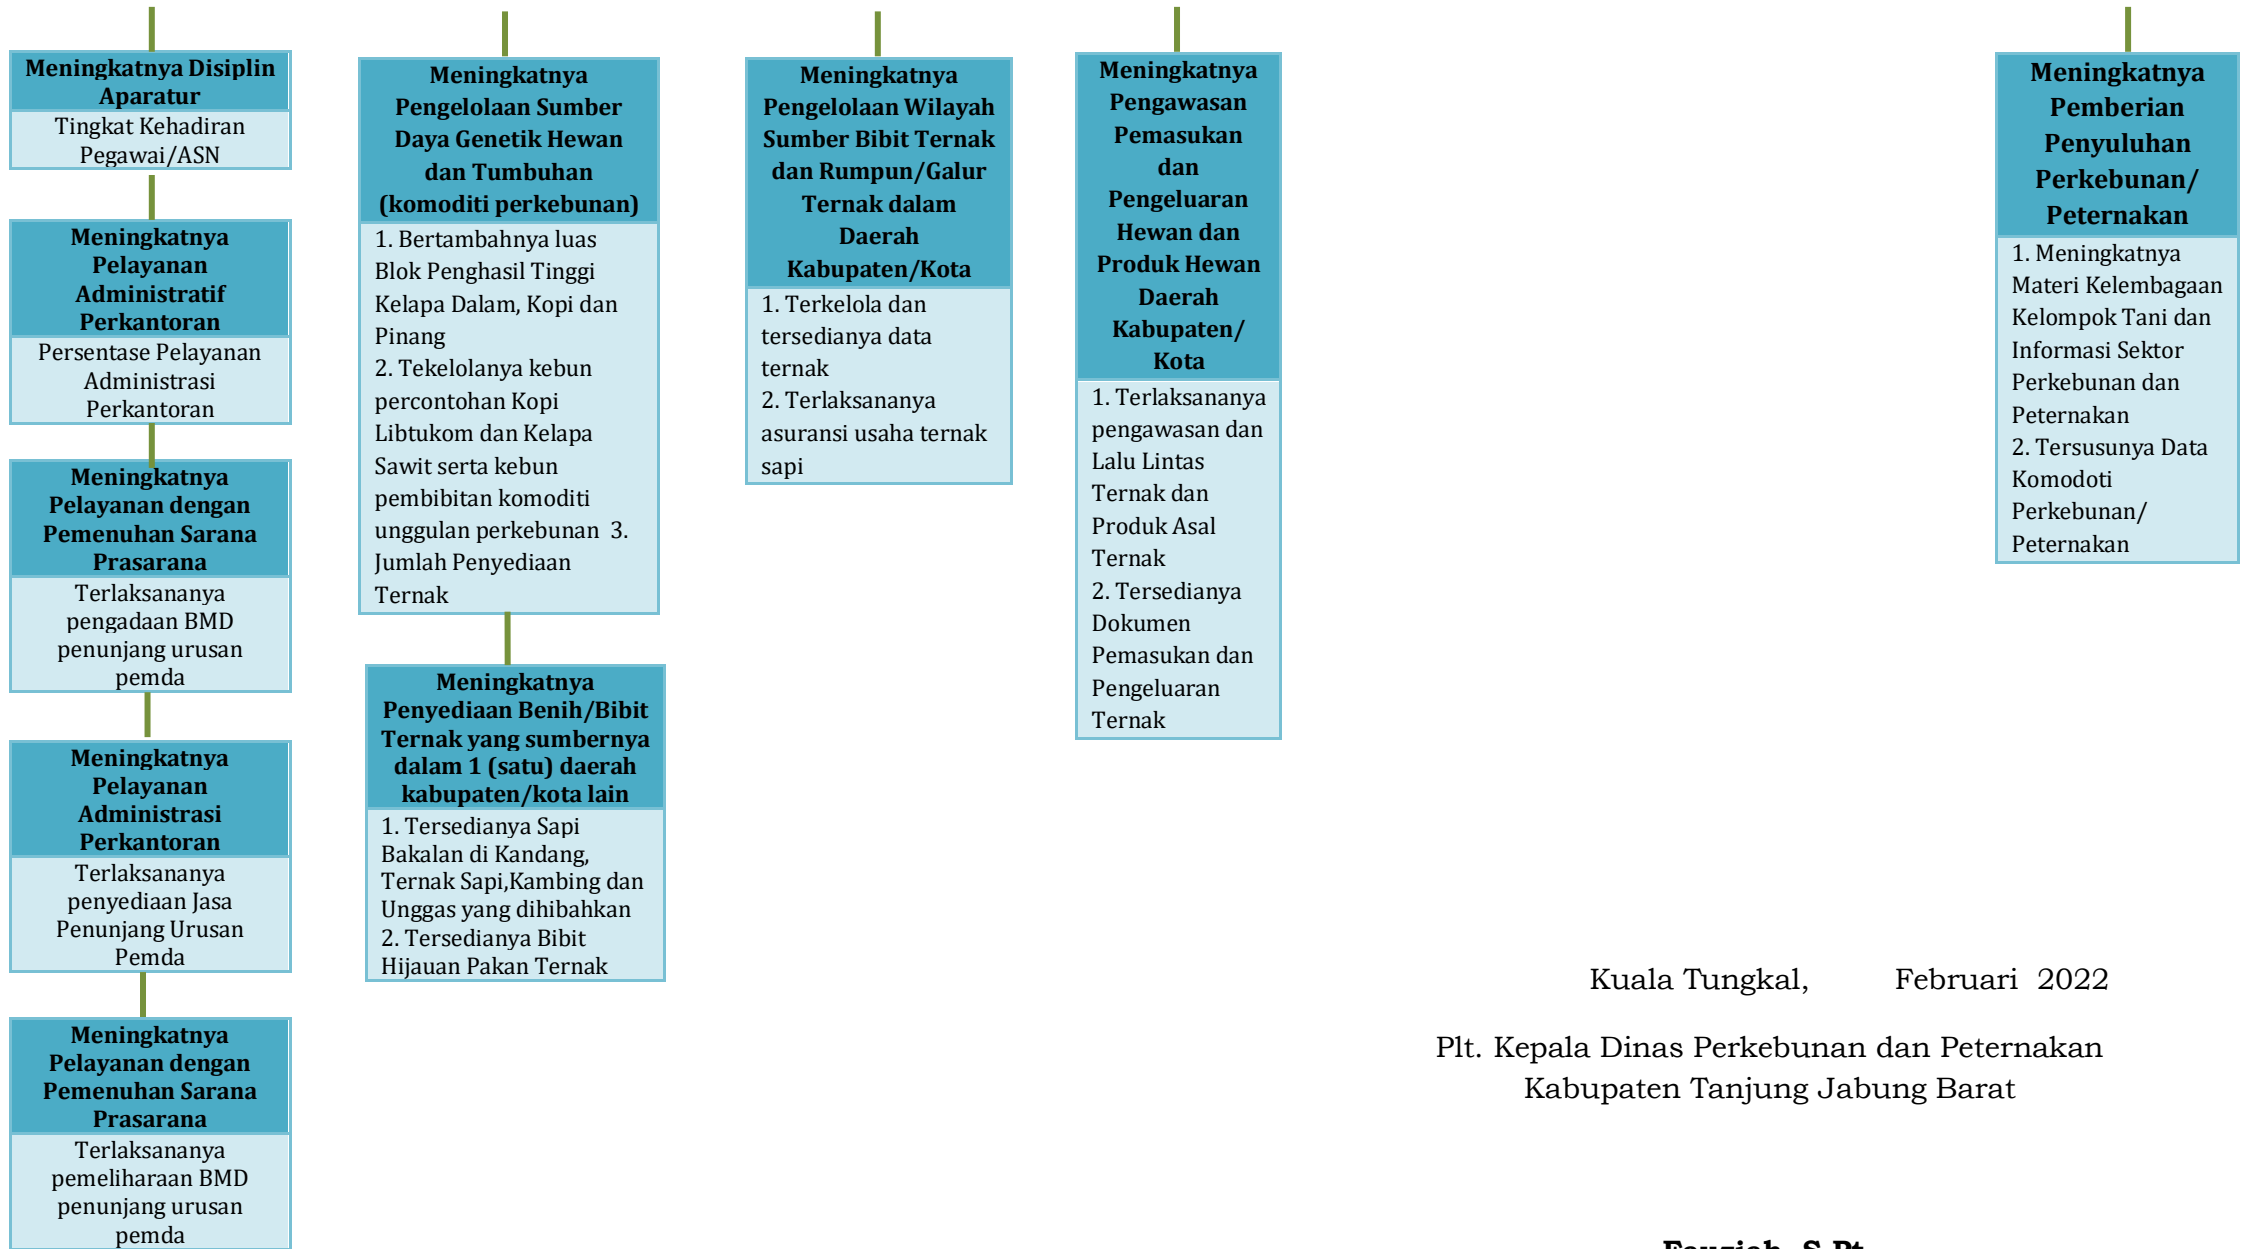 Meningkatnya Disiplin
Aparatur
Tingkat Kehadiran
Pegawai/ASN
Meningkatnya
Pelayanan
Administratif
Perkantoran
Persentase Pelayanan
Administrasi
Perkantoran
Meningkatnya
Pelayanan dengan
Pemenuhan Sarana
Prasarana
Terlaksananya
pengadaan BMD
penunjang urusan
pemda
Meningkatnya
Pelayanan
Administrasi
Perkantoran
Terlaksananya
penyediaan Jasa
Penunjang Urusan
Pemda
Meningkatnya
Pelayanan dengan
Pemenuhan Sarana
Prasarana
Terlaksananya
pemeliharaan BMD
penunjang urusan
pemda
Meningkatnya
Pengelolaan Sumber
Daya Genetik Hewan
dan Tumbuhan
(komoditi perkebunan)
1. Bertambahnya luas
Blok Penghasil Tinggi
Kelapa Dalam, Kopi dan
Pinang
2. Tekelolanya kebun
percontohan Kopi
Libtukom dan Kelapa
Sawit serta kebun
pembibitan komoditi
unggulan perkebunan 3.
Jumlah Penyediaan
Ternak
Meningkatnya
Penyediaan Benih/Bibit
Ternak yang sumbernya
dalam 1 (satu) daerah
kabupaten/kota lain
1. Tersedianya Sapi
Bakalan di Kandang,
Ternak Sapi,Kambing dan
Unggas yang dihibahkan
2. Tersedianya Bibit
Hijauan Pakan Ternak
Meningkatnya
Pengelolaan Wilayah
Sumber Bibit Ternak
dan Rumpun/Galur
Ternak dalam
Daerah
Kabupaten/Kota
1. Terkelola dan
tersedianya data
ternak
2. Terlaksananya
asuransi usaha ternak
sapi
Meningkatnya
Pengawasan
Pemasukan
dan
Pengeluaran
Hewan dan
Produk Hewan
Daerah
Kabupaten/
Kota
1. Terlaksananya
pengawasan dan
Lalu Lintas
Ternak dan
Produk Asal
Ternak
2. Tersedianya
Dokumen
Pemasukan dan
Pengeluaran
Ternak
Meningkatnya
Pemberian
Penyuluhan
Perkebunan/
Peternakan
1. Meningkatnya
Materi Kelembagaan
Kelompok Tani dan
Informasi Sektor
Perkebunan dan
Peternakan
2. Tersusunya Data
Komodoti
Perkebunan/
Peternakan
Kuala Tungkal, Februari 2022
Plt. Kepala Dinas Perkebunan dan Peternakan
Kabupaten Tanjung Jabung Barat
Fauziah, S.Pt